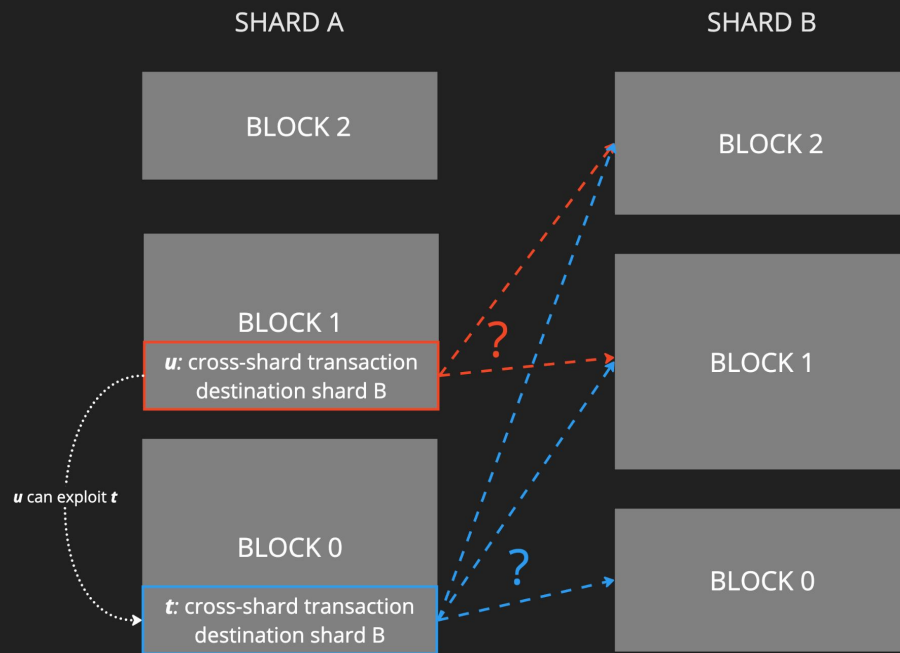 SHARD A
SHARD B
BLOCK 2
BLOCK 2
BLOCK 1
u: cross-shard transaction
destination shard B
?
BLOCK 1
u can exploit t
BLOCK 0
t: cross-shard transaction
destination shard B
?
BLOCK 0